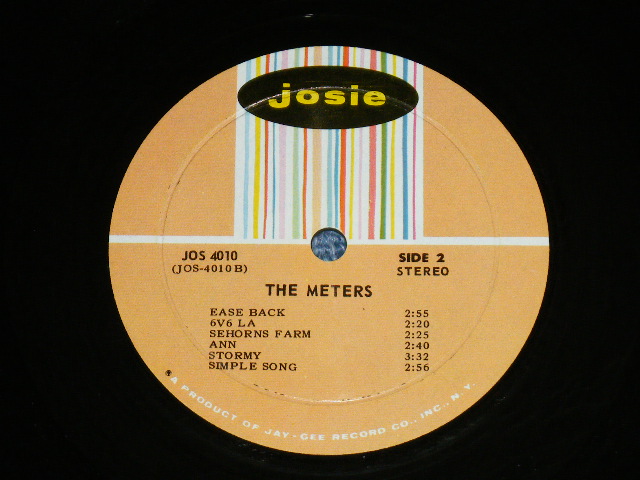 josie
JOS 4010
(JOS-4010 B)
SIDE 2
STEREO
THE METERS
EASE BACK 2:55
6V6 LA 2:20
SEHORNS FARM 2:25
ANN 2:40
STORMY 3:32
SIMPLE SONG 2:56
A PRODUCT OF JAY-GEE RECORD CO., INC., N.Y.